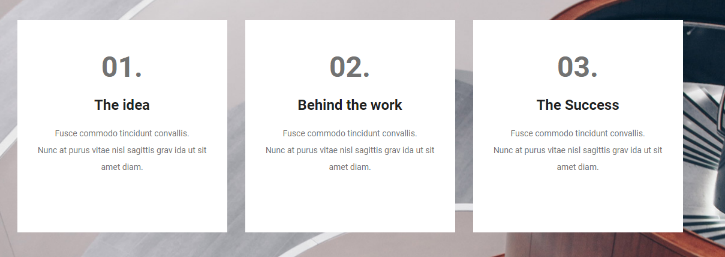 01.
The idea
Fusce commodo tincidunt convallis.
Nunc at purus vitae nisl sagittis grav ida ut sit
amet diam.
02.
Behind the work
Fusce commodo tincidunt convallis.
Nunc at purus vitae nisl sagittis grav ida ut sit
amet diam.
03.
The Success
Fusce commodo tincidunt convallis.
Nunc at purus vitae nisl sagittis grav ida ut sit
amet diam.